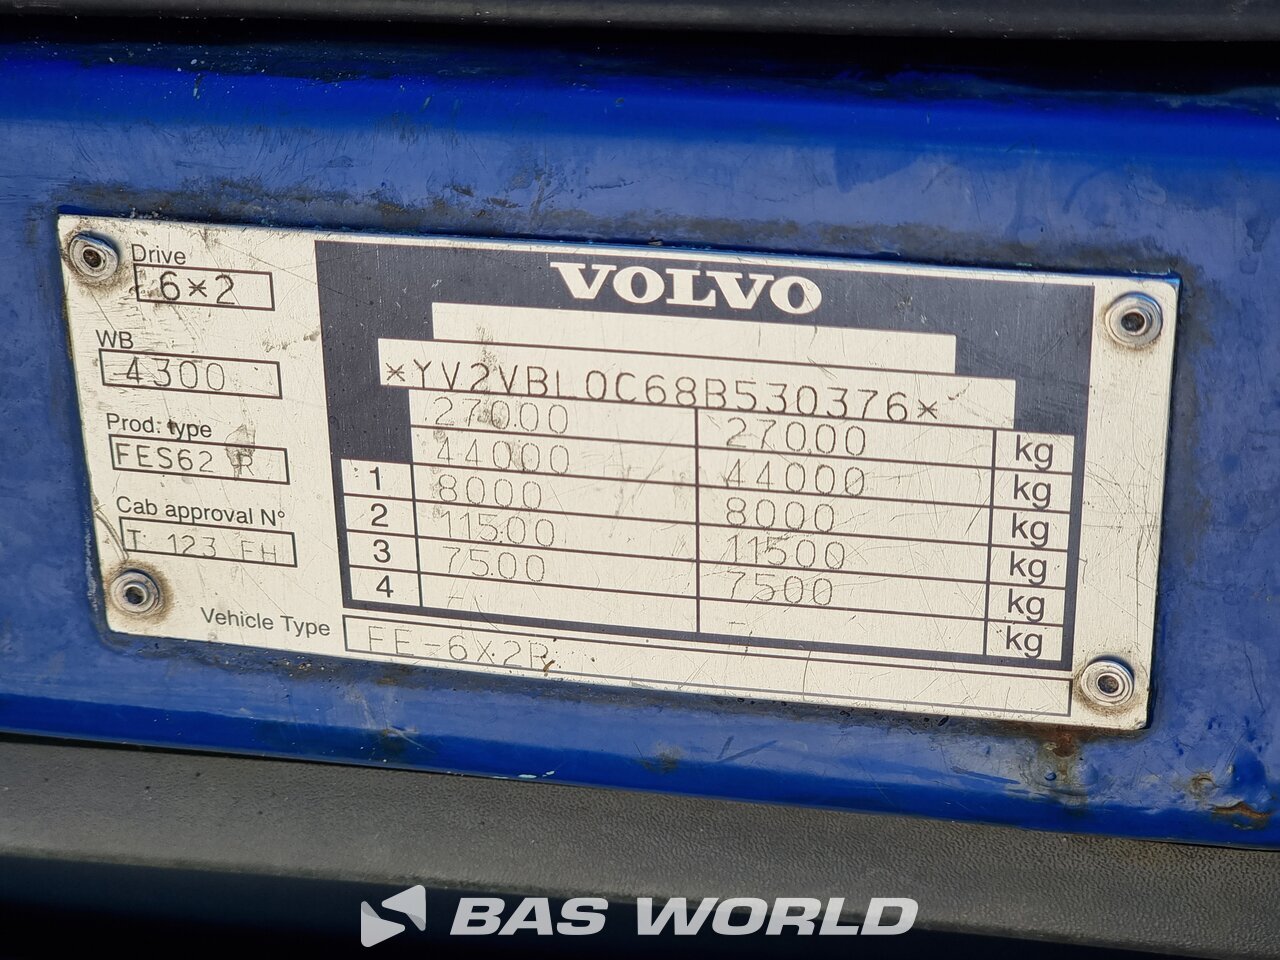 VOLVO
Drive
6*2
WB
4300
Prod. type
FES62 R
Cab approval N°
T 123 FH
*YV2VBL0C68B530376*
27000 27000 kg
44000 44000 kg
1 8000 8000 kg
2 11500 11500 kg
3 7500 7500 kg
4 - - kg
Vehicle Type FE-6X2R
BAS WORLD